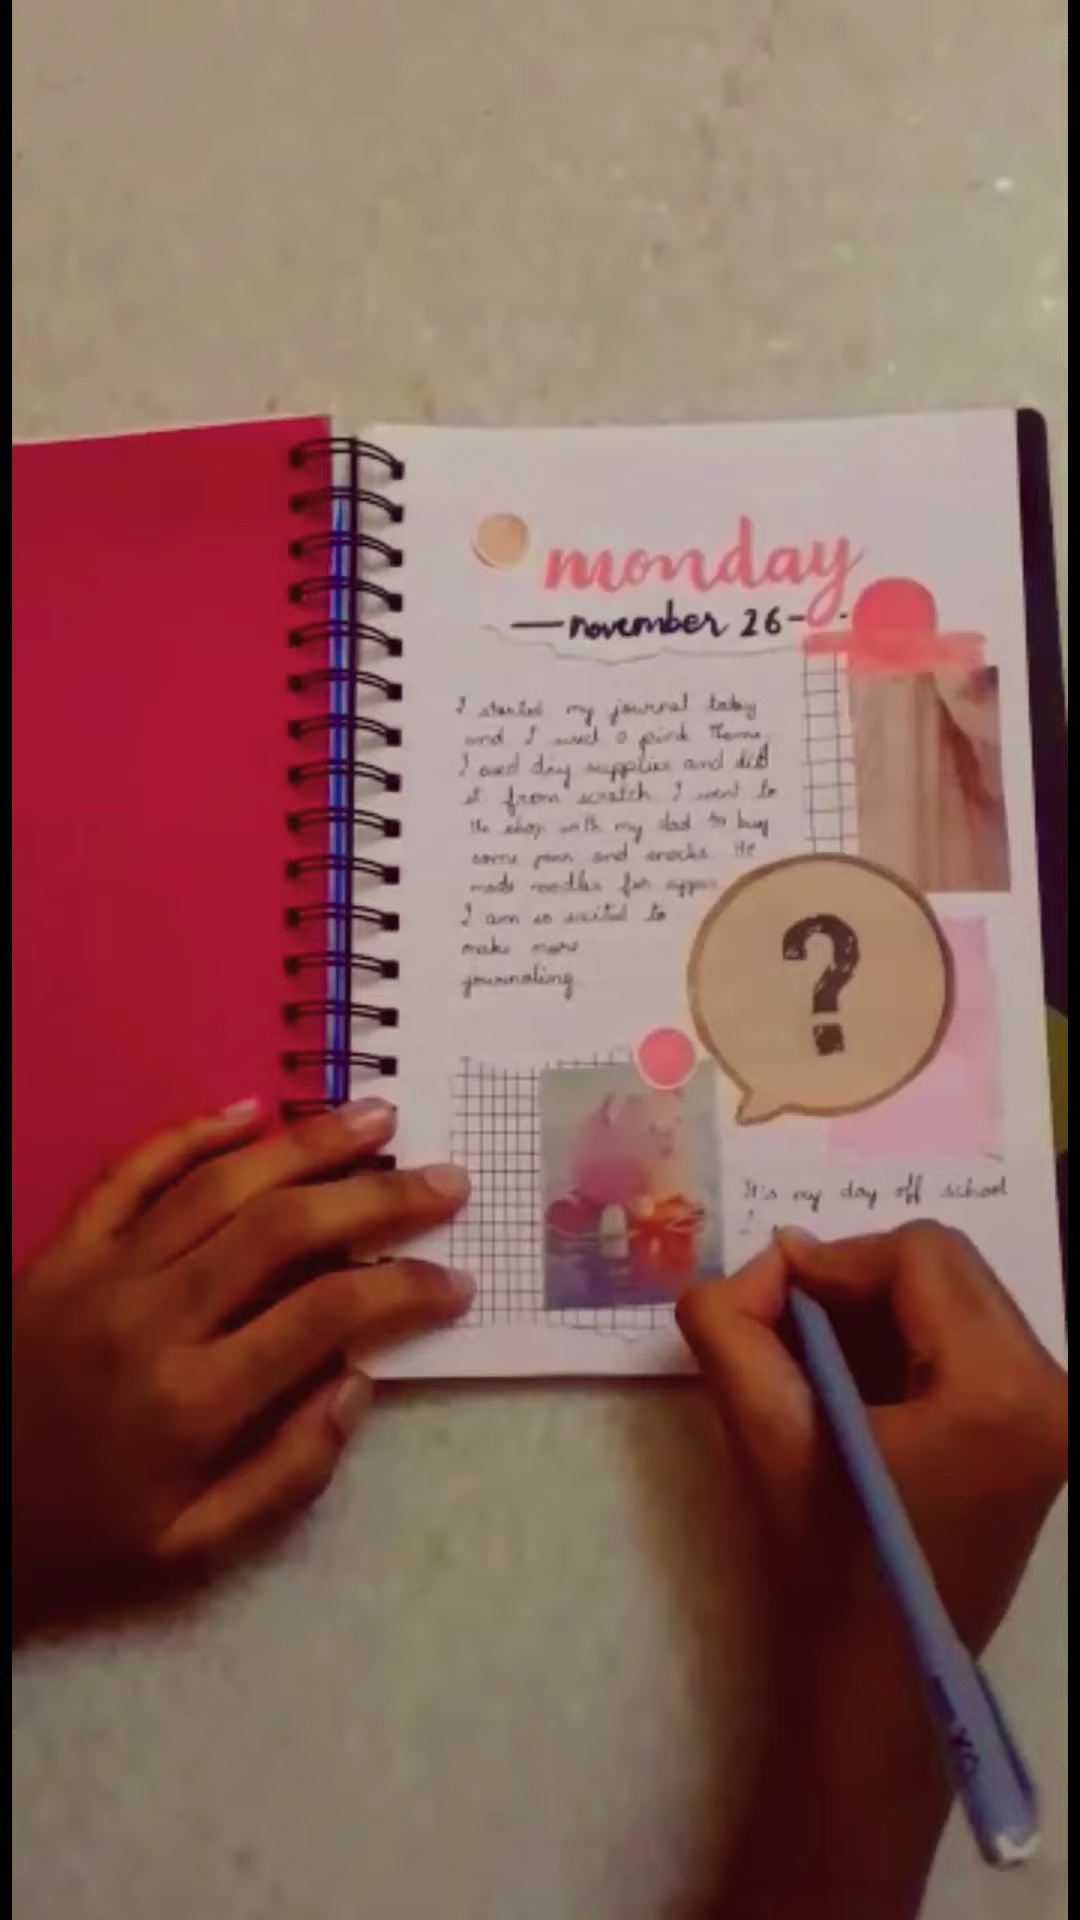 monday
november 26
I started my journal today
and I used a pink theme.
I used diy supplies and did
it from scratch. I went to
the shop with my dad to buy
some pens and snacks. He
made noodles for
I am so excited to
make more
journaling.
?
It's my day off school
I